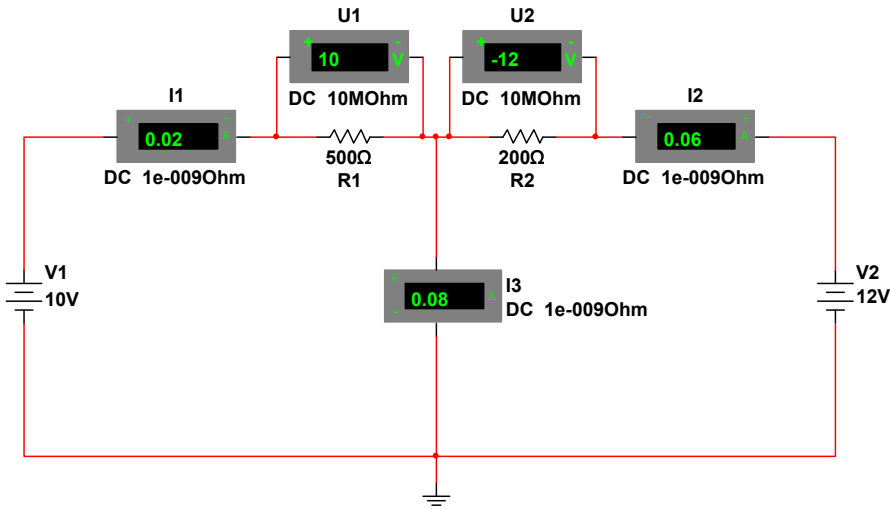 U1
U2
+ -
10 V
+ -
-12 V
DC 10MOhm
DC 10MOhm
I1
I2
+ -
0.02 A
- +
0.06 A
500Ω
200Ω
DC 1e-009Ohm
R1
R2
DC 1e-009Ohm
V1
10V
+
0.08 A
-
I3
DC 1e-009Ohm
V2
12V